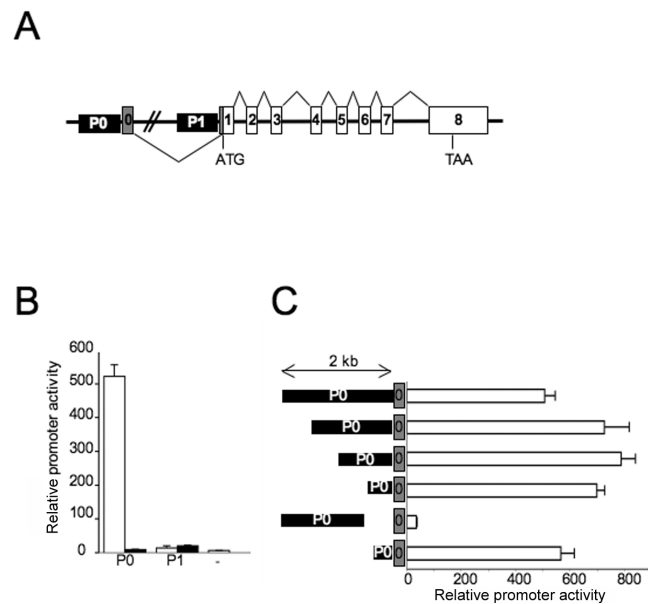 A
P0 0 P1 1 2 3 4 5 6 7 8
ATG TAA
B
Relative promoter activity
600
500
400
300
200
100
0
P0 P1 -
C
2 kb
P0 0
P0 0
P0 0
P0 0
P0 0
P0 0
0 200 400 600 800
Relative promoter activity